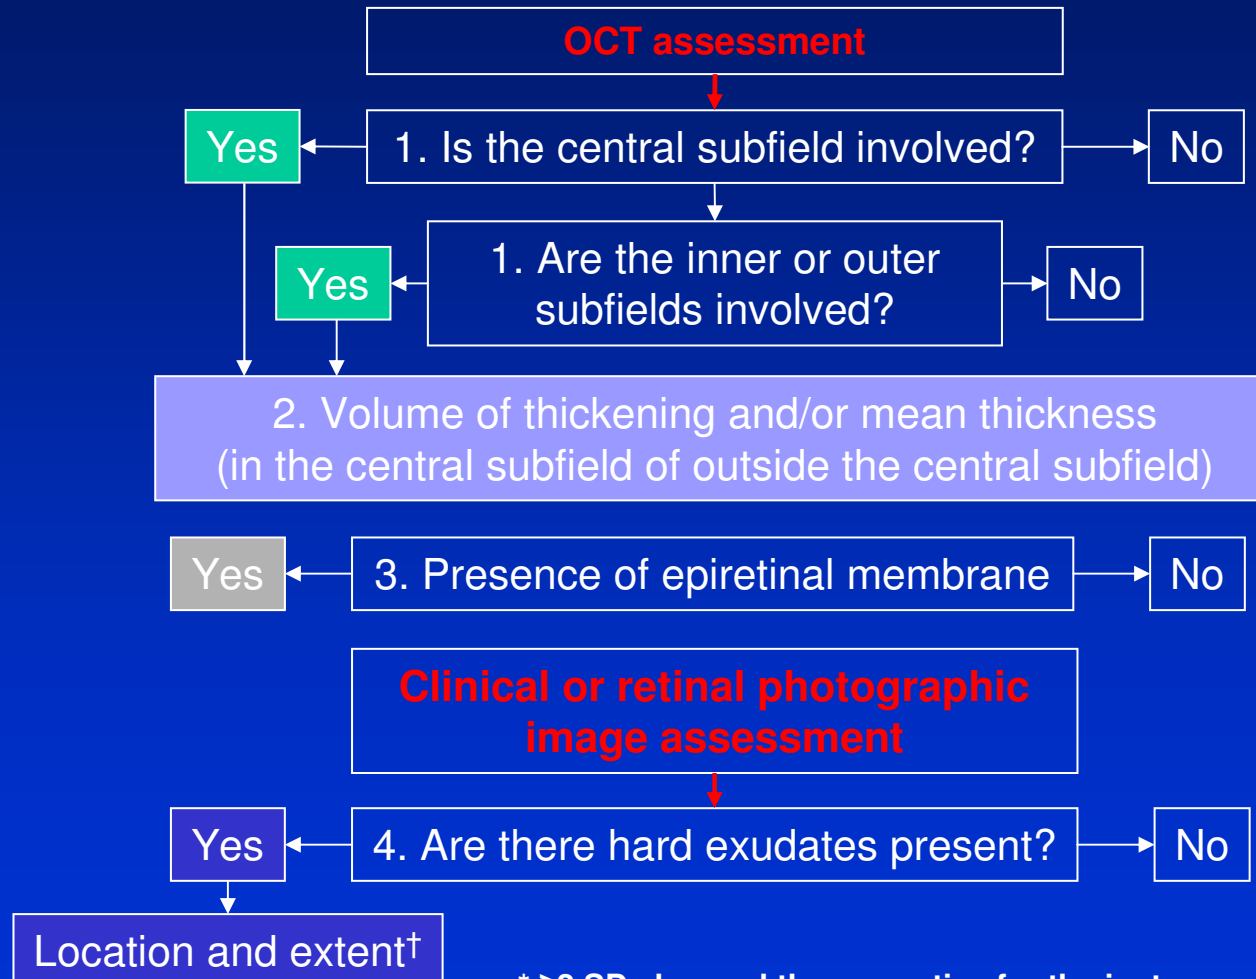 OCT assessment
Yes
1. Is the central subfield involved?
No
Yes
1. Are the inner or outer
subfields involved?
No
2. Volume of thickening and/or mean thickness
(in the central subfield of outside the central subfield)
Yes
3. Presence of epiretinal membrane
No
Clinical or retinal photographic
image assessment
Yes
4. Are there hard exudates present?
No
Location and extent†